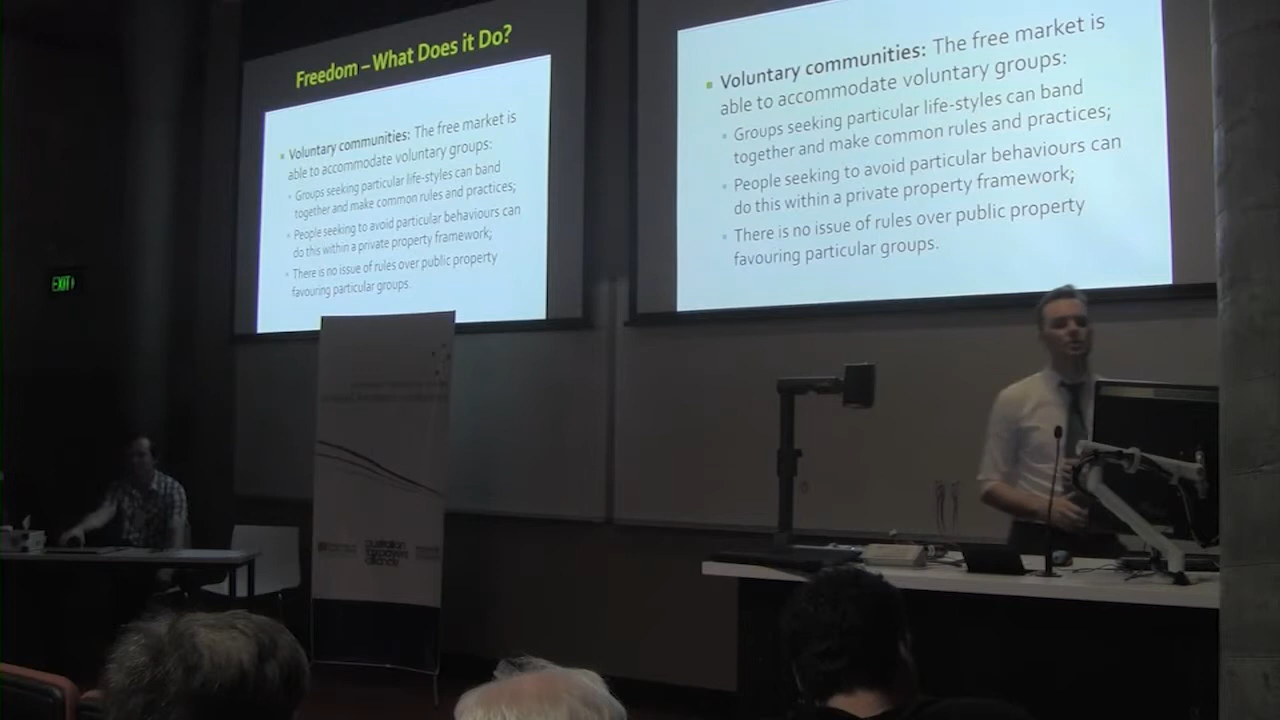 EXIT
Freedom – What Does it Do?
Voluntary communities: The free market is
able to accommodate voluntary groups:
Groups seeking particular life-styles can band
together and make common rules and practices;
People seeking to avoid particular behaviours can
do this within a private property framework;
There is no issue of rules over public property
favouring particular groups.
Voluntary communities: The free market is
able to accommodate voluntary groups:
Groups seeking particular life-styles can band
together and make common rules and practices;
People seeking to avoid particular behaviours can
do this within a private property framework;
There is no issue of rules over public property
favouring particular groups.
australian
taxpayers
alliance